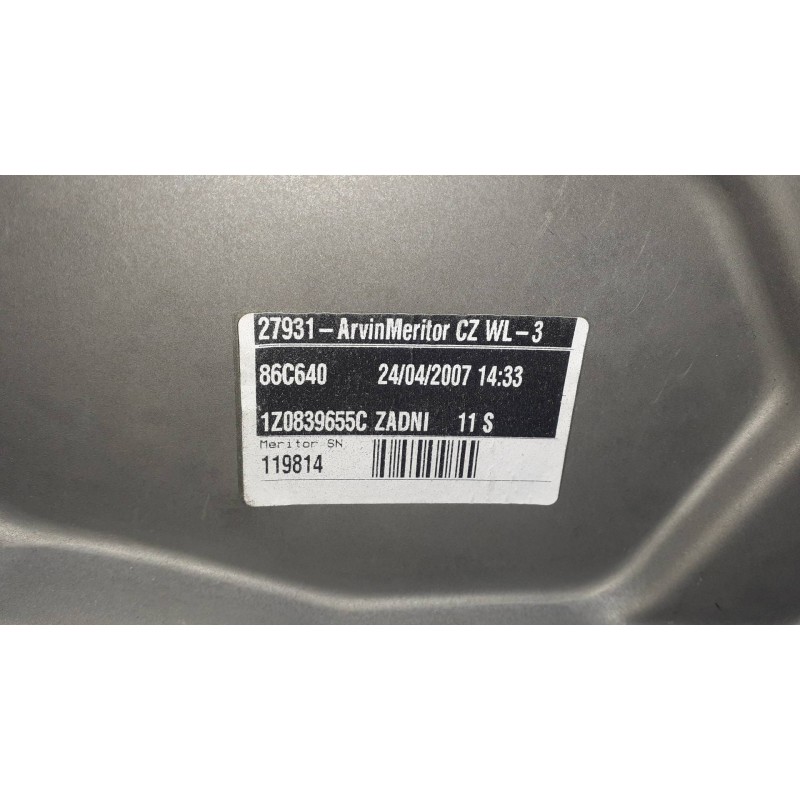 27931 – ArvinMeritor CZ WL – 3
86C640 24/04/2007 14:33
1Z0839655C ZADNI 11 S
Meritor SN
119814